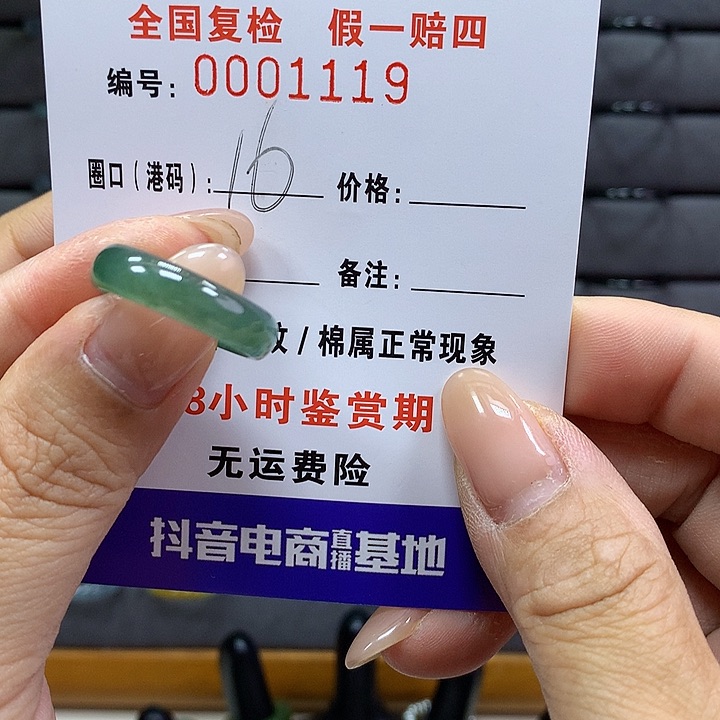 全国复检 假一赔四
编号: 0001119
圈口(港码): 16 价格:
备注:
/棉属正常现象
8小时鉴赏期
无运费险
抖音电商直播基地